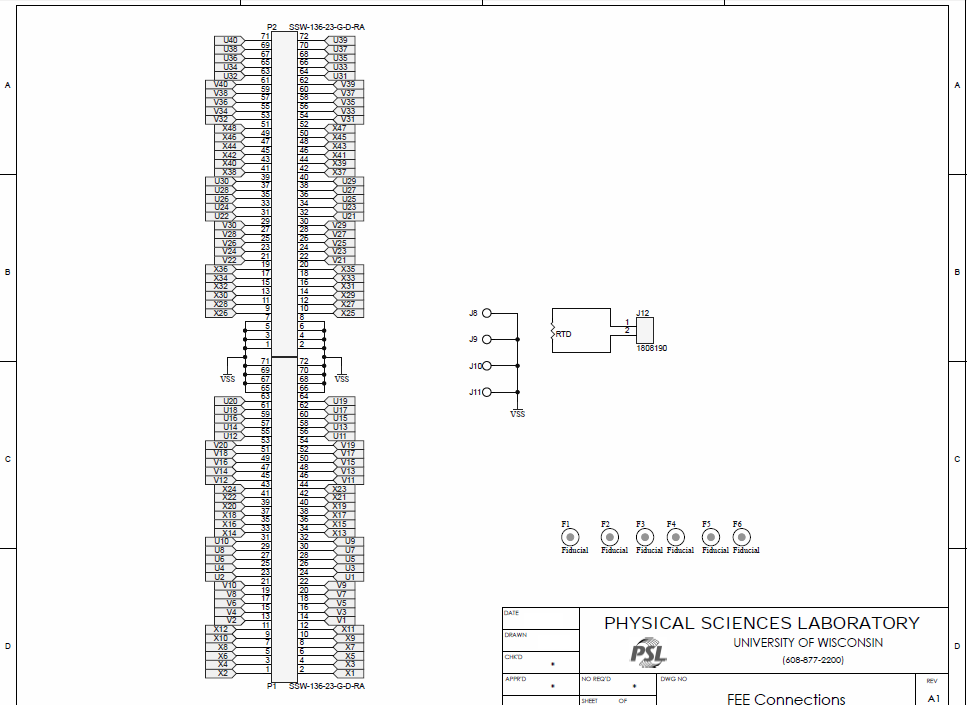 P2 SSW-136-23-G-D-RA
U40 71 72 U39
U38 69 70 U37
U36 67 68 U35
U34 65 66 U33
U32 63 64 U31
V40 61 62 V39
V38 59 60 V37
V36 57 58 V35
V34 55 56 V33
V32 53 54 V31
X48 51 52 X47
X46 49 50 X45
X44 47 48 X43
X42 45 46 X41
X40 43 44 X39
X38 41 42 X37
U30 39 40 U29
U28 37 38 U27
U26 35 36 U25
U24 33 34 U23
U22 31 32 U21
V30 29 30 V29
V28 27 28 V27
V26 25 26 V25
V24 23 24 V23
V22 21 22 V21
X36 19 20 X35
X34 17 18 X33
X32 15 16 X31
X30 13 14 X29
X28 11 12 X27
X26 9 10 X25
7 8
5 6
3 4
1 2
71 72
69 70
67 68
65 66
VSS VSS
U20 63 64 U19
U18 61 62 U17
U16 59 60 U15
U14 57 58 U13
U12 55 56 U11
V20 53 54 V19
V18 51 52 V17
V16 49 50 V15
V14 47 48 V13
V12 45 46 V11
X24 43 44 X23
X22 41 42 X21
X20 39 40 X19
X18 37 38 X17
X16 35 36 X15
X14 33 34 X13
U10 31 32 U9
U8 29 30 U7
U6 27 28 U5
U4 25 26 U3
U2 23 24 U1
V10 21 22 V9
V8 19 20 V7
V6 17 18 V5
V4 15 16 V3
V2 13 14 V1
X12 11 12 X11
X10 9 10 X9
X8 7 8 X7
X6 5 6 X5
X4 3 4 X3
X2 1 2 X1
P1 SSW-136-23-G-D-RA
J8
J9
J10
J11
VSS
RTD
J12
1
2
1808190
F1 F2 F3 F4 F5 F6
Fiducial Fiducial Fiducial Fiducial Fiducial Fiducial
A A
B B
C C
D D
DATE
DRAWN
CHK'D
*
APPR'D
*
PHYSICAL SCIENCES LABORATORY
PSL
UNIVERSITY OF WISCONSIN
(608-877-2200)
NO REQ'D
*
SHEET OF
DWG NO
FEE Connections
REV
A1